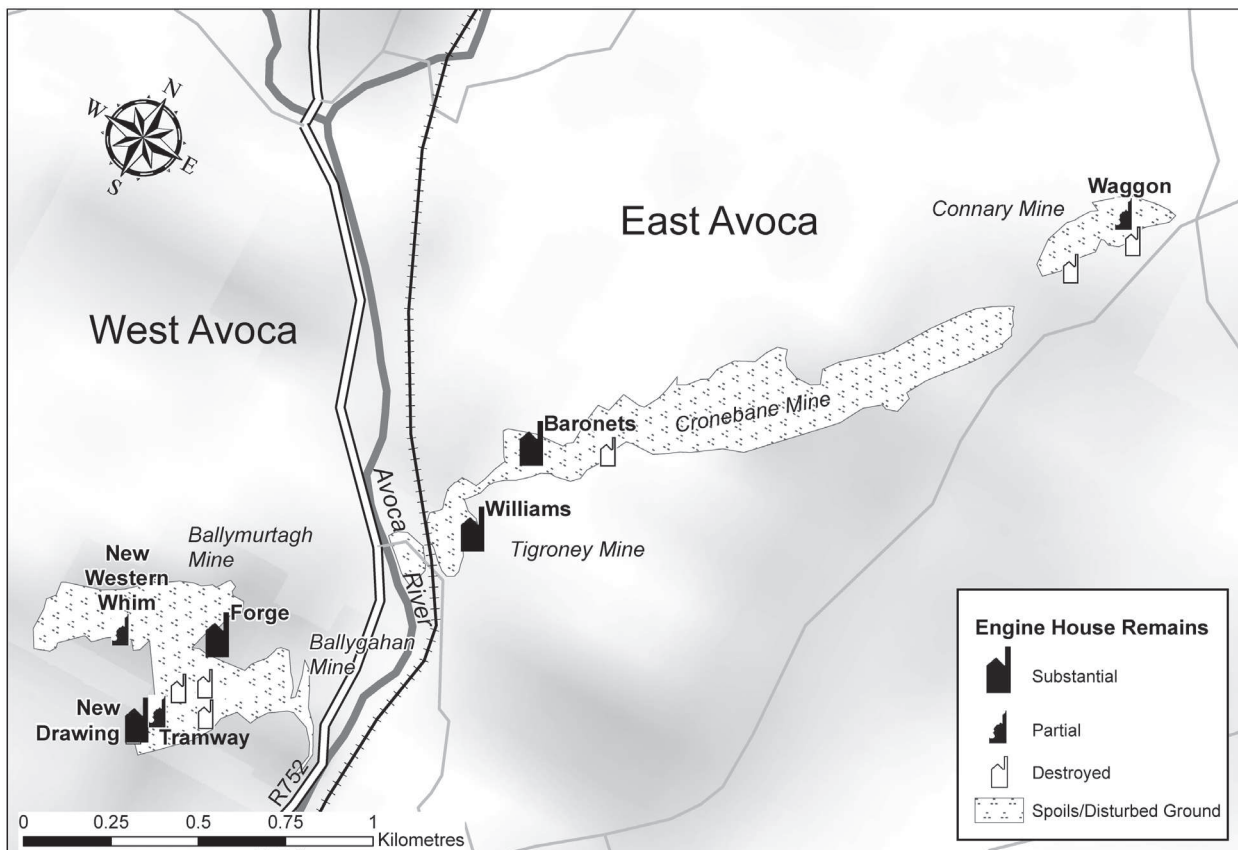 N
W
E
S
Waggon
Connary Mine
East Avoca
West Avoca
Baronets
Cronebane Mine
Avoca
River
Williams
Tigroney Mine
Ballymurtagh
Mine
New
Western
Whim
Forge
Ballygahan
Mine
New
Drawing
Tramway
R752
0 0.25 0.5 0.75 1
Kilometres
Engine House Remains
Substantial
Partial
Destroyed
Spoils/Disturbed Ground